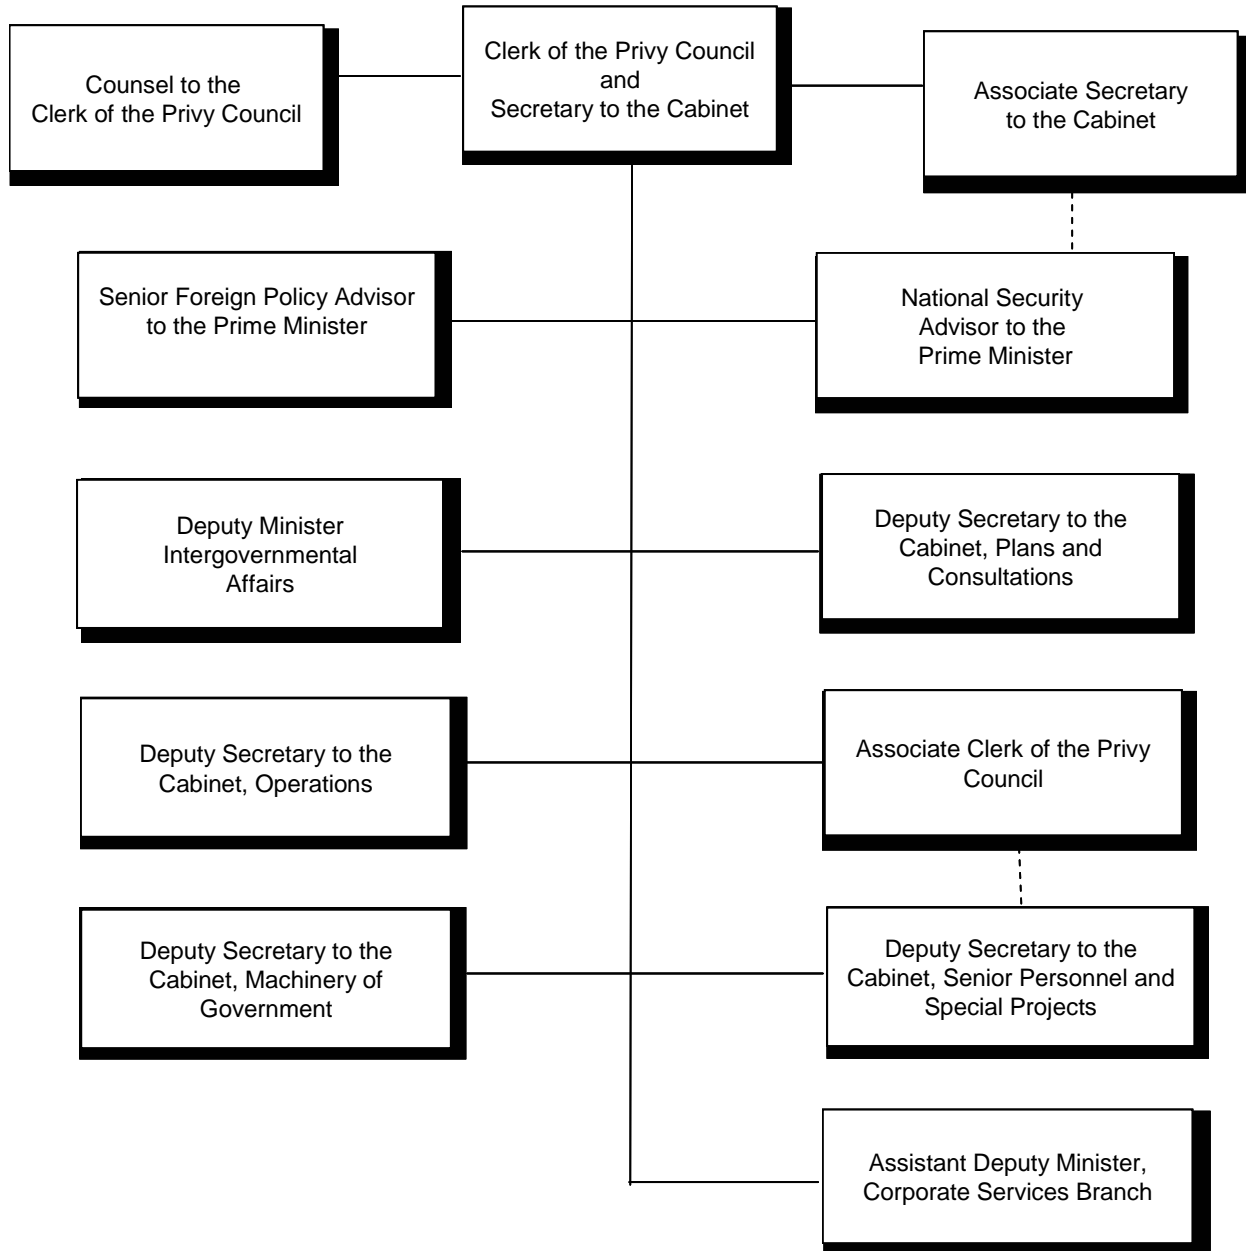 Counsel to the
Clerk of the Privy Council
Clerk of the Privy Council
and
Secretary to the Cabinet
Associate Secretary
to the Cabinet
Senior Foreign Policy Advisor
to the Prime Minister
National Security
Advisor to the
Prime Minister
Deputy Minister
Intergovernmental
Affairs
Deputy Secretary to the
Cabinet, Plans and
Consultations
Deputy Secretary to the
Cabinet, Operations
Associate Clerk of the Privy
Council
Deputy Secretary to the
Cabinet, Machinery of
Government
Deputy Secretary to the
Cabinet, Senior Personnel and
Special Projects
Assistant Deputy Minister,
Corporate Services Branch